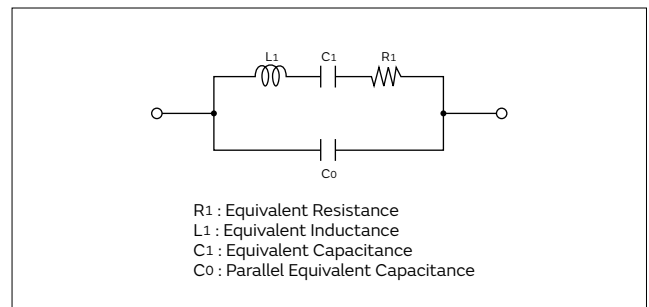 L1 C1 R1
C0
R1 : Equivalent Resistance
L1 : Equivalent Inductance
C1 : Equivalent Capacitance
C0 : Parallel Equivalent Capacitance